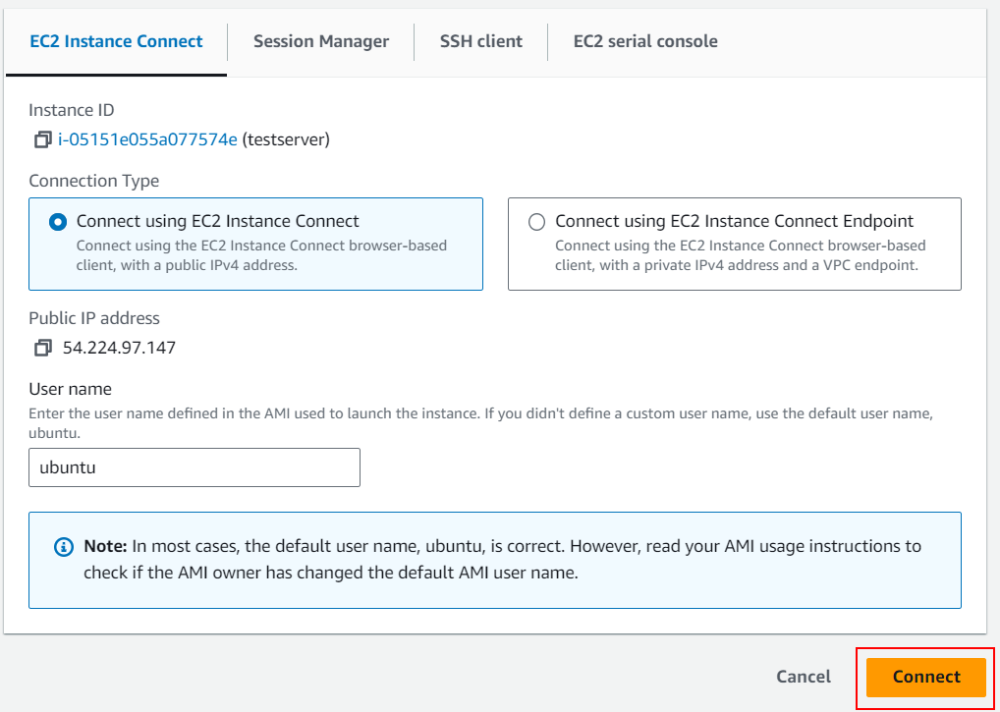 EC2 Instance Connect Session Manager SSH client EC2 serial console
Instance ID
i-05151e055a077574e (testserver)
Connection Type
Connect using EC2 Instance Connect
Connect using the EC2 Instance Connect browser-based
client, with a public IPv4 address.
Connect using EC2 Instance Connect Endpoint
Connect using the EC2 Instance Connect browser-based
client, with a private IPv4 address and a VPC endpoint.
Public IP address
54.224.97.147
User name
Enter the user name defined in the AMI used to launch the instance. If you didn't define a custom user name, use the default user name,
ubuntu.
ubuntu
Note: In most cases, the default user name, ubuntu, is correct. However, read your AMI usage instructions to
check if the AMI owner has changed the default AMI user name.
Cancel Connect